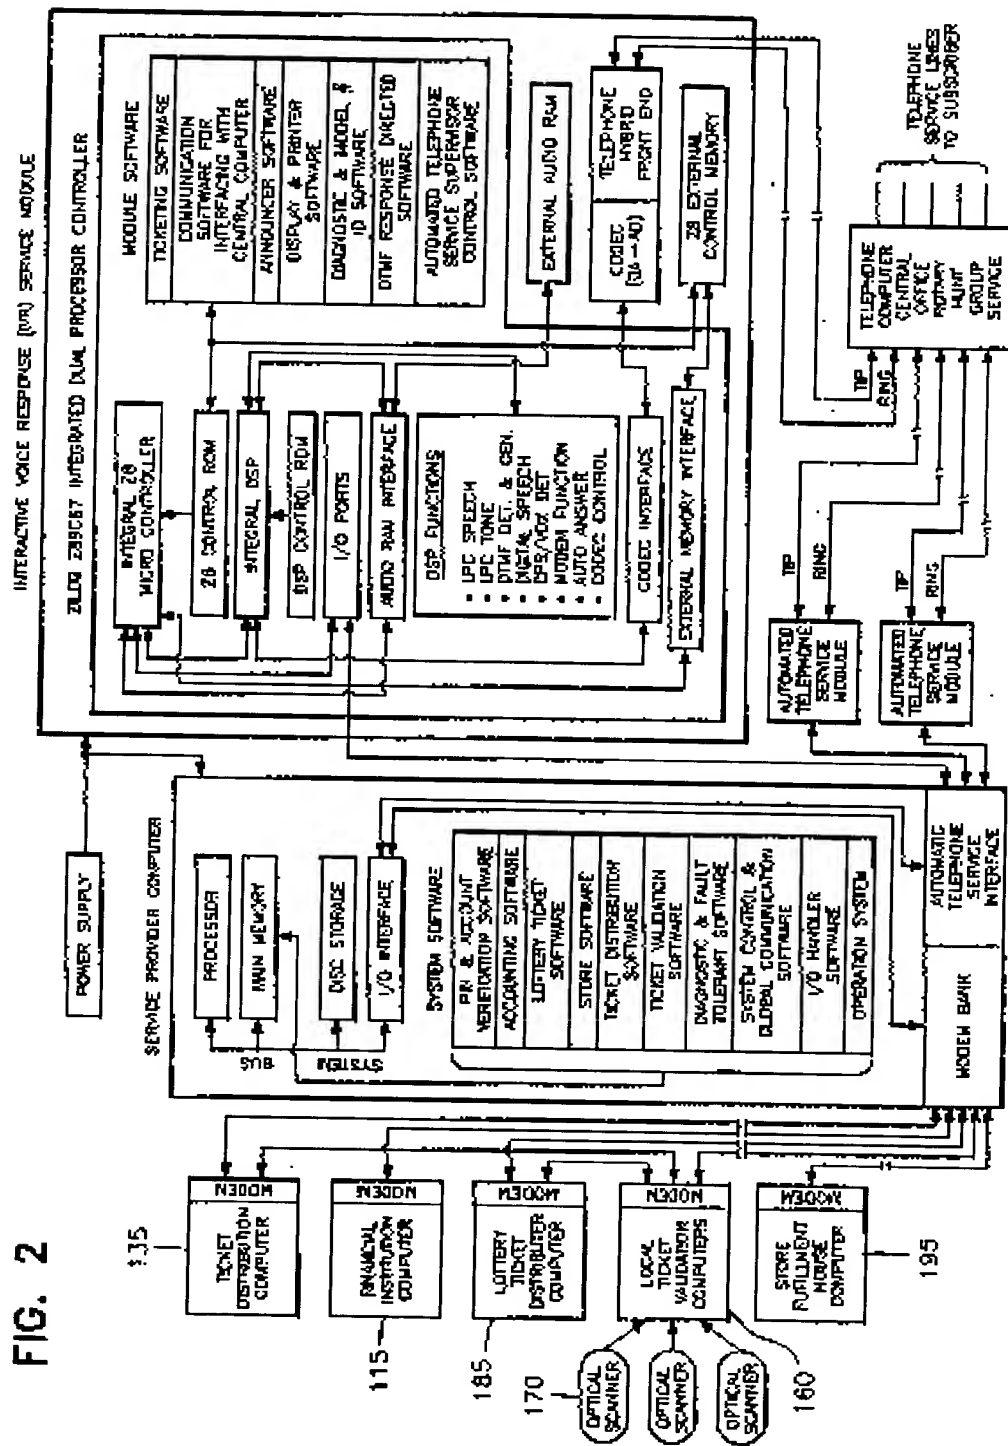 FIG. 2
INTERACTIVE VOICE RESPONSE (IVR) SERVICE MODULE
ZILOG Z89C67 INTEGRATED DUAL PROCESSOR CONTROLLER
INTEGRAL Z8
MICRO CONTROLLER
Z8 CONTROL ROM
INTEGRAL DSP
DSP CONTROL ROM
I/O PORTS
AUDIO RAM INTERFACE
DSP FUNCTIONS
• LPC SPEECH
• LPC TONE
• DTMF DET. & GEN.
• DIGITAL SPEECH
• CPS/VOX DET
• MODEM FUNCTION
• AUTO ANSWER
• CODEC CONTROL
CODEC INTERFACE
EXTERNAL MEMORY INTERFACE
MODULE SOFTWARE
TICKETING SOFTWARE
COMMUNICATION
SOFTWARE FOR
INTERFACING WITH
CENTRAL COMPUTER
ANNOUNCER SOFTWARE
DISPLAY & PRINTER
SOFTWARE
DIAGNOSTIC & MODEL #
ID SOFTWARE
DTMF RESPONSE DIRECTED
SOFTWARE
AUTOMATED TELEPHONE
SERVICE SUPERVISOR
CONTROL SOFTWARE
EXTERNAL AUDIO RAM
CODEC
(DA→AD)
TELEPHONE
HYBRID
FRONT END
Z8 EXTERNAL
CONTROL MEMORY
POWER SUPPLY
SERVICE PROVIDER COMPUTER
PROCESSOR
MAIN MEMORY
DISC STORAGE
I/O INTERFACE
SYSTEM
BUS
SYSTEM SOFTWARE
PIN & ACCOUNT
VERIFICATION SOFTWARE
ACCOUNTING SOFTWARE
LOTTERY TICKET
SOFTWARE
STORE SOFTWARE
TICKET DISTRIBUTION
SOFTWARE
TICKET VALIDATION
SOFTWARE
DIAGNOSTIC & FAULT
TOLERANT SOFTWARE
SYSTEM CONTROL &
GLOBAL COMMUNICATION
SOFTWARE
I/O HANDLER
SOFTWARE
OPERATION SYSTEM
MODEM BANK
AUTOMATIC
TELEPHONE
SERVICE
INTERFACE
AUTOMATED
TELEPHONE
SERVICE
MODULE
AUTOMATED
TELEPHONE
SERVICE
MODULE
TIP
RING
TIP
RING
TIP
RING
TELEPHONE
COMPUTER
CENTRAL
OFFICE
ROTARY
HUNT
GROUP
SERVICE
TELEPHONE
SERVICE LINES
TO SUBSCRIBER
135
TICKET
DISTRIBUTION
COMPUTER
MODEM
115
FINANCIAL
INSTITUTION
COMPUTER
MODEM
185
LOTTERY
TICKET
DISTRIBUTER
COMPUTER
MODEM
170
OPTICAL
SCANNER
OPTICAL
SCANNER
OPTICAL
SCANNER
LOCAL
TICKET
VALIDATION
COMPUTERS
MODEM
160
STORE
FUFILLMENT
HOUSE
COMPUTER
MODEM
195